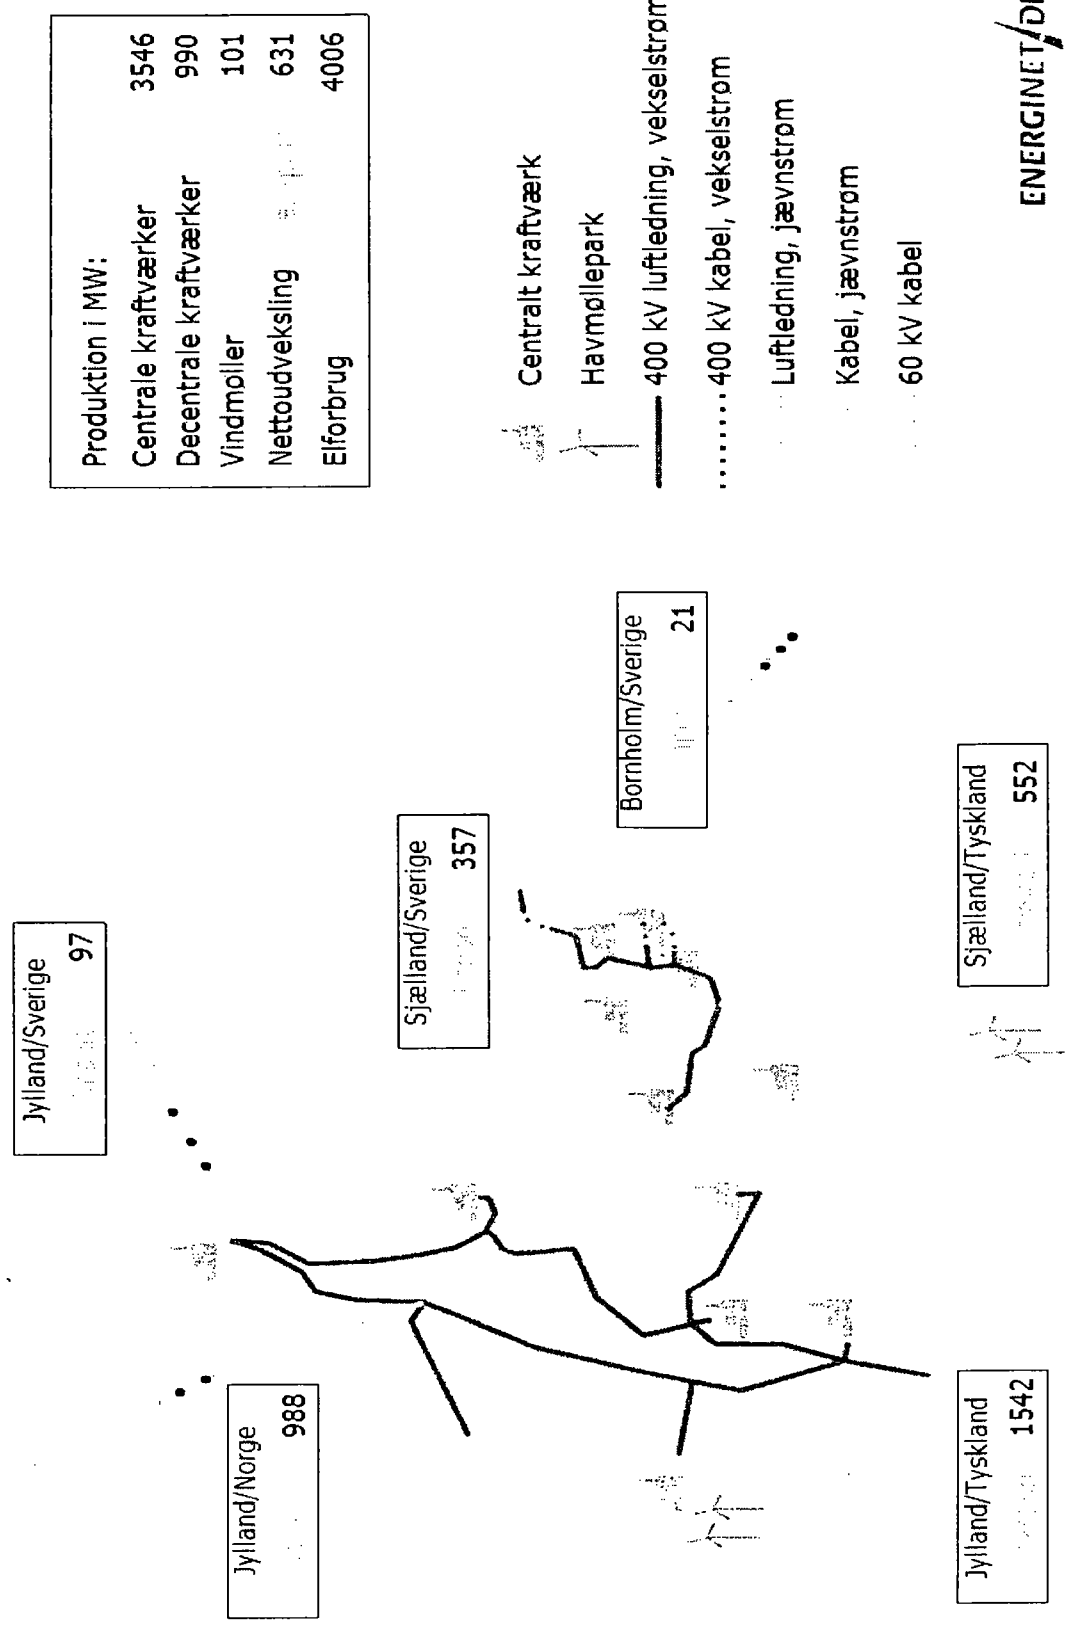 Produktion i MW:
Centrale kraftværker 3546
Decentrale kraftværker 990
Vindmøller 101
Nettoudveksling 631
Elforbrug 4006
Jylland/Sverige
97
Jylland/Norge
988
Sjælland/Sverige
357
Bornholm/Sverige
21
Jylland/Tyskland
1542
Sjælland/Tyskland
552
Centralt kraftværk
Havmøllepark
400 kV luftledning, vekselstrøm
400 kV kabel, vekselstrøm
Luftledning, jævnstrøm
Kabel, jævnstrøm
60 kV kabel
ENERGINET/D